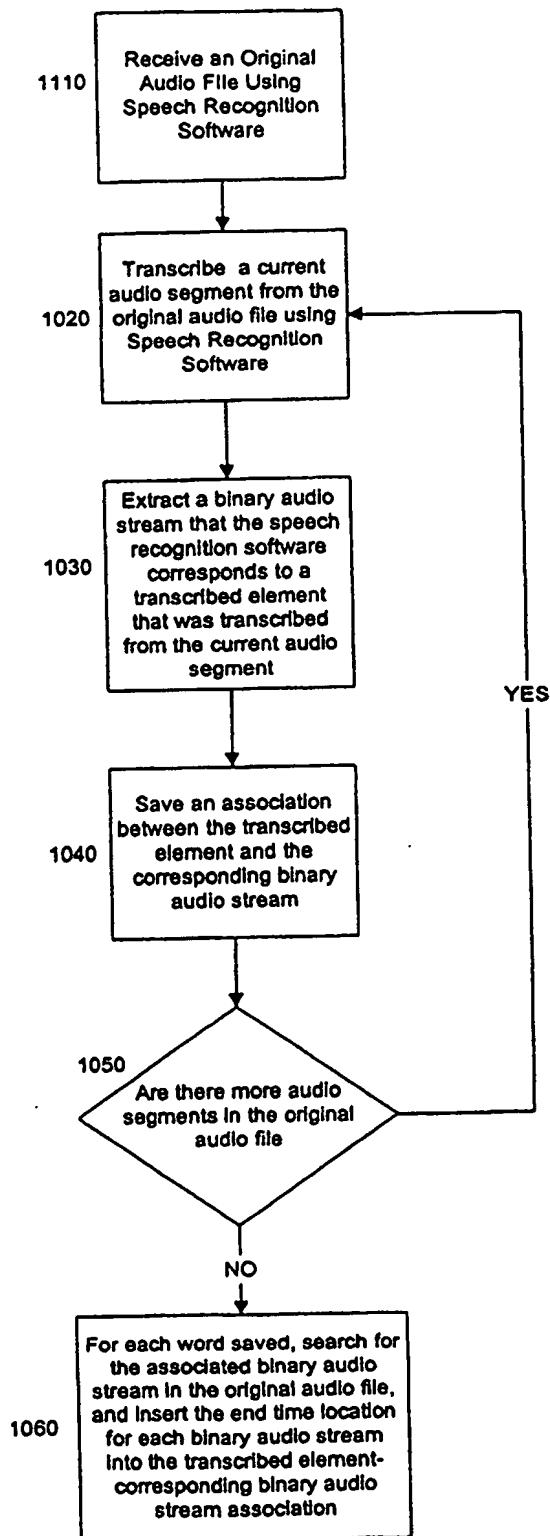 1110
Receive an Original
Audio File Using
Speech Recognition
Software
Transcribe a current
audio segment from the
1020
original audio file using
Speech Recognition
Software
Extract a binary audio
stream that the speech
recognition software
1030
corresponds to a
transcribed element
that was transcribed
from the current audio
segment
YES
Save an association
between the transcribed
1040
element and the
corresponding binary
audio stream
1050
Are there more audio
segments in the original
audio file
NO
For each word saved, search for
the associated binary audio
stream in the original audio file,
and insert the end time location
1060
for each binary audio stream
into the transcribed element-
corresponding binary audio
stream association